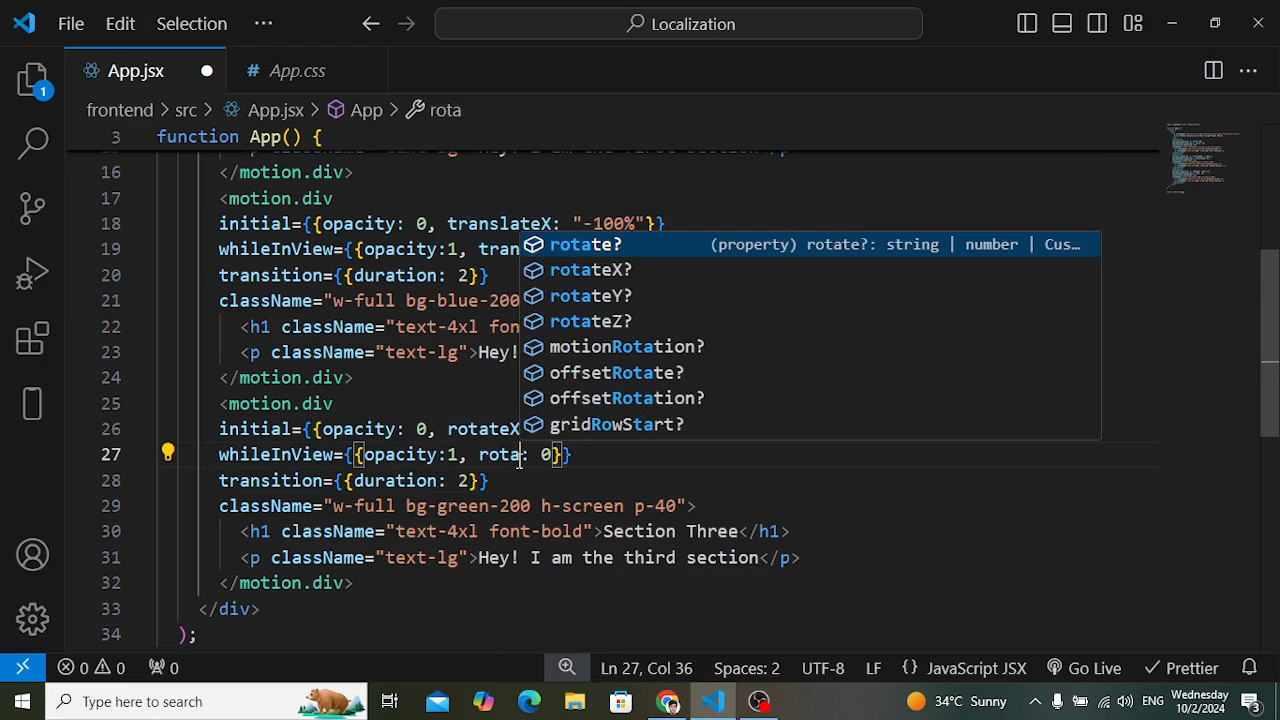 File Edit Selection ··· Localization
App.jsx # App.css
1
frontend > src > App.jsx > App > rota
3 function App() {
16 </motion.div>
17 <motion.div
18 initial={{opacity: 0, translateX: "-100%"}}
19 whileInView={{opacity:1, tran
20 transition={{duration: 2}}
21 className="w-full bg-blue-200
22 <h1 className="text-4xl fon
23 <p className="text-lg">Hey!
24 </motion.div>
25 <motion.div
26 initial={{opacity: 0, rotateX
27 whileInView={{opacity:1, rota: 0}}
28 transition={{duration: 2}}
29 className="w-full bg-green-200 h-screen p-40">
30 <h1 className="text-4xl font-bold">Section Three</h1>
31 <p className="text-lg">Hey! I am the third section</p>
32 </motion.div>
33 </div>
34 );
rotate? (property) rotate?: string | number | Cus…
rotateX?
rotateY?
rotateZ?
motionRotation?
offsetRotate?
offsetRotation?
gridRowStart?
0 0 0 Ln 27, Col 36 Spaces: 2 UTF-8 LF {} JavaScript JSX Go Live Prettier
Type here to search 34°C Sunny ENG Wednesday
10/2/2024 3